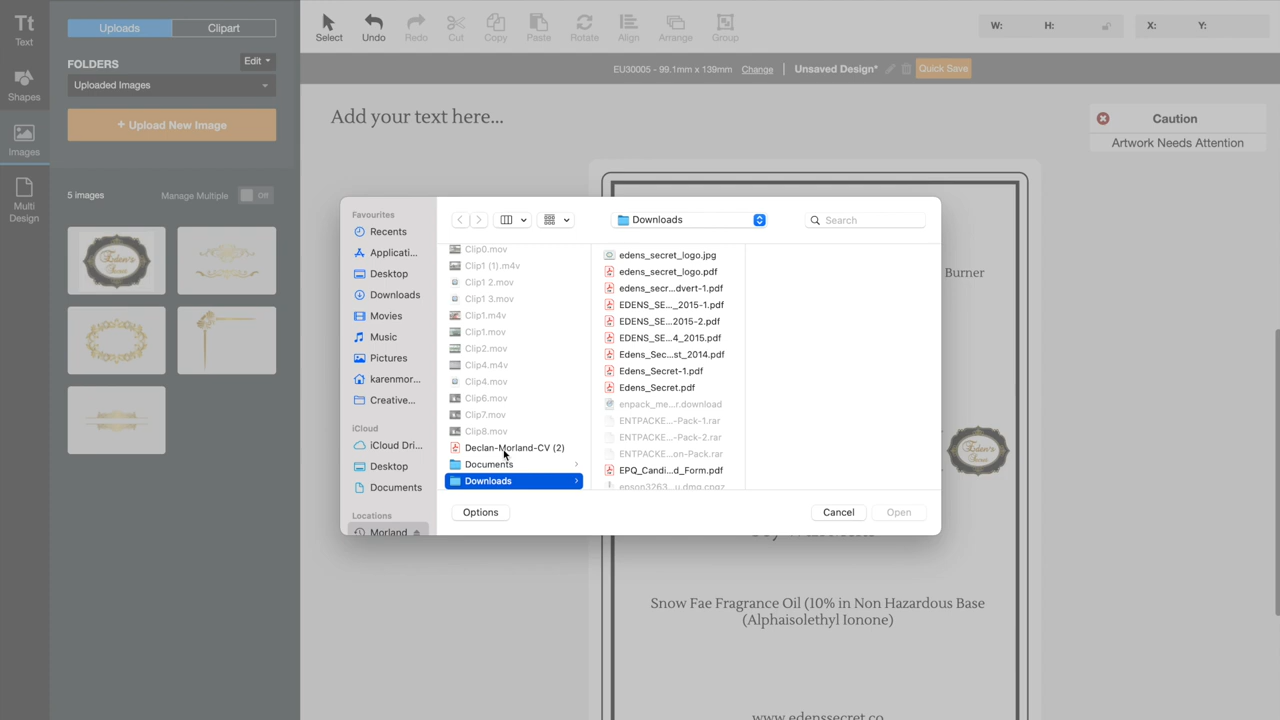 Tt
Text
Shapes
Images
Multi
Design
Uploads
Clipart
FOLDERS
Edit
Uploaded Images
+ Upload New Image
5 images
Manage Multiple
Off
Select
Undo
Redo
Cut
Copy
Paste
Rotate
Align
Arrange
Group
W:
H:
X:
Y:
EU30005 - 99.1mm x 139mm
Change
Unsaved Design*
Quick Save
Add your text here...
Caution
Artwork Needs Attention
Burner
Favourites
Recents
Applicati...
Desktop
Downloads
Movies
Music
Pictures
karenmor...
Creative...
iCloud
iCloud Dri...
Desktop
Documents
Locations
Morland
Downloads
Search
Clip0.mov
Clip1 (1).m4v
Clip1 2.mov
Clip1 3.mov
Clip1.m4v
Clip1.mov
Clip2.mov
Clip4.m4v
Clip4.mov
Clip6.mov
Clip7.mov
Clip8.mov
Declan-Morland-CV (2)
Documents
Downloads
edens_secret_logo.jpg
edens_secret_logo.pdf
edens_secr...dvert-1.pdf
EDENS_SE..._2015-1.pdf
EDENS_SE...2015-2.pdf
EDENS_SE...4_2015.pdf
Edens_Sec...st_2014.pdf
Edens_Secret-1.pdf
Edens_Secret.pdf
enpack_me...r.download
ENTPACKE...-Pack-1.rar
ENTPACKE...-Pack-2.rar
ENTPACKE...on-Pack.rar
EPQ_Candi...d_Form.pdf
epson3263...u.dmg.cpgz
Options
Cancel
Open
Snow Fae Fragrance Oil (10% in Non Hazardous Base
(Alphaisolethyl Ionone)
www.edenssecret.co